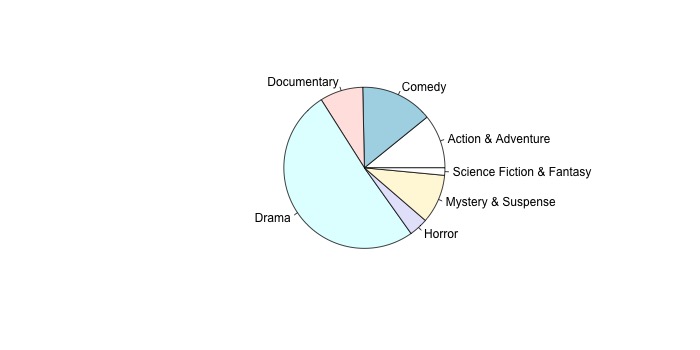 Documentary
Comedy
Action & Adventure
Science Fiction & Fantasy
Mystery & Suspense
Drama
Horror